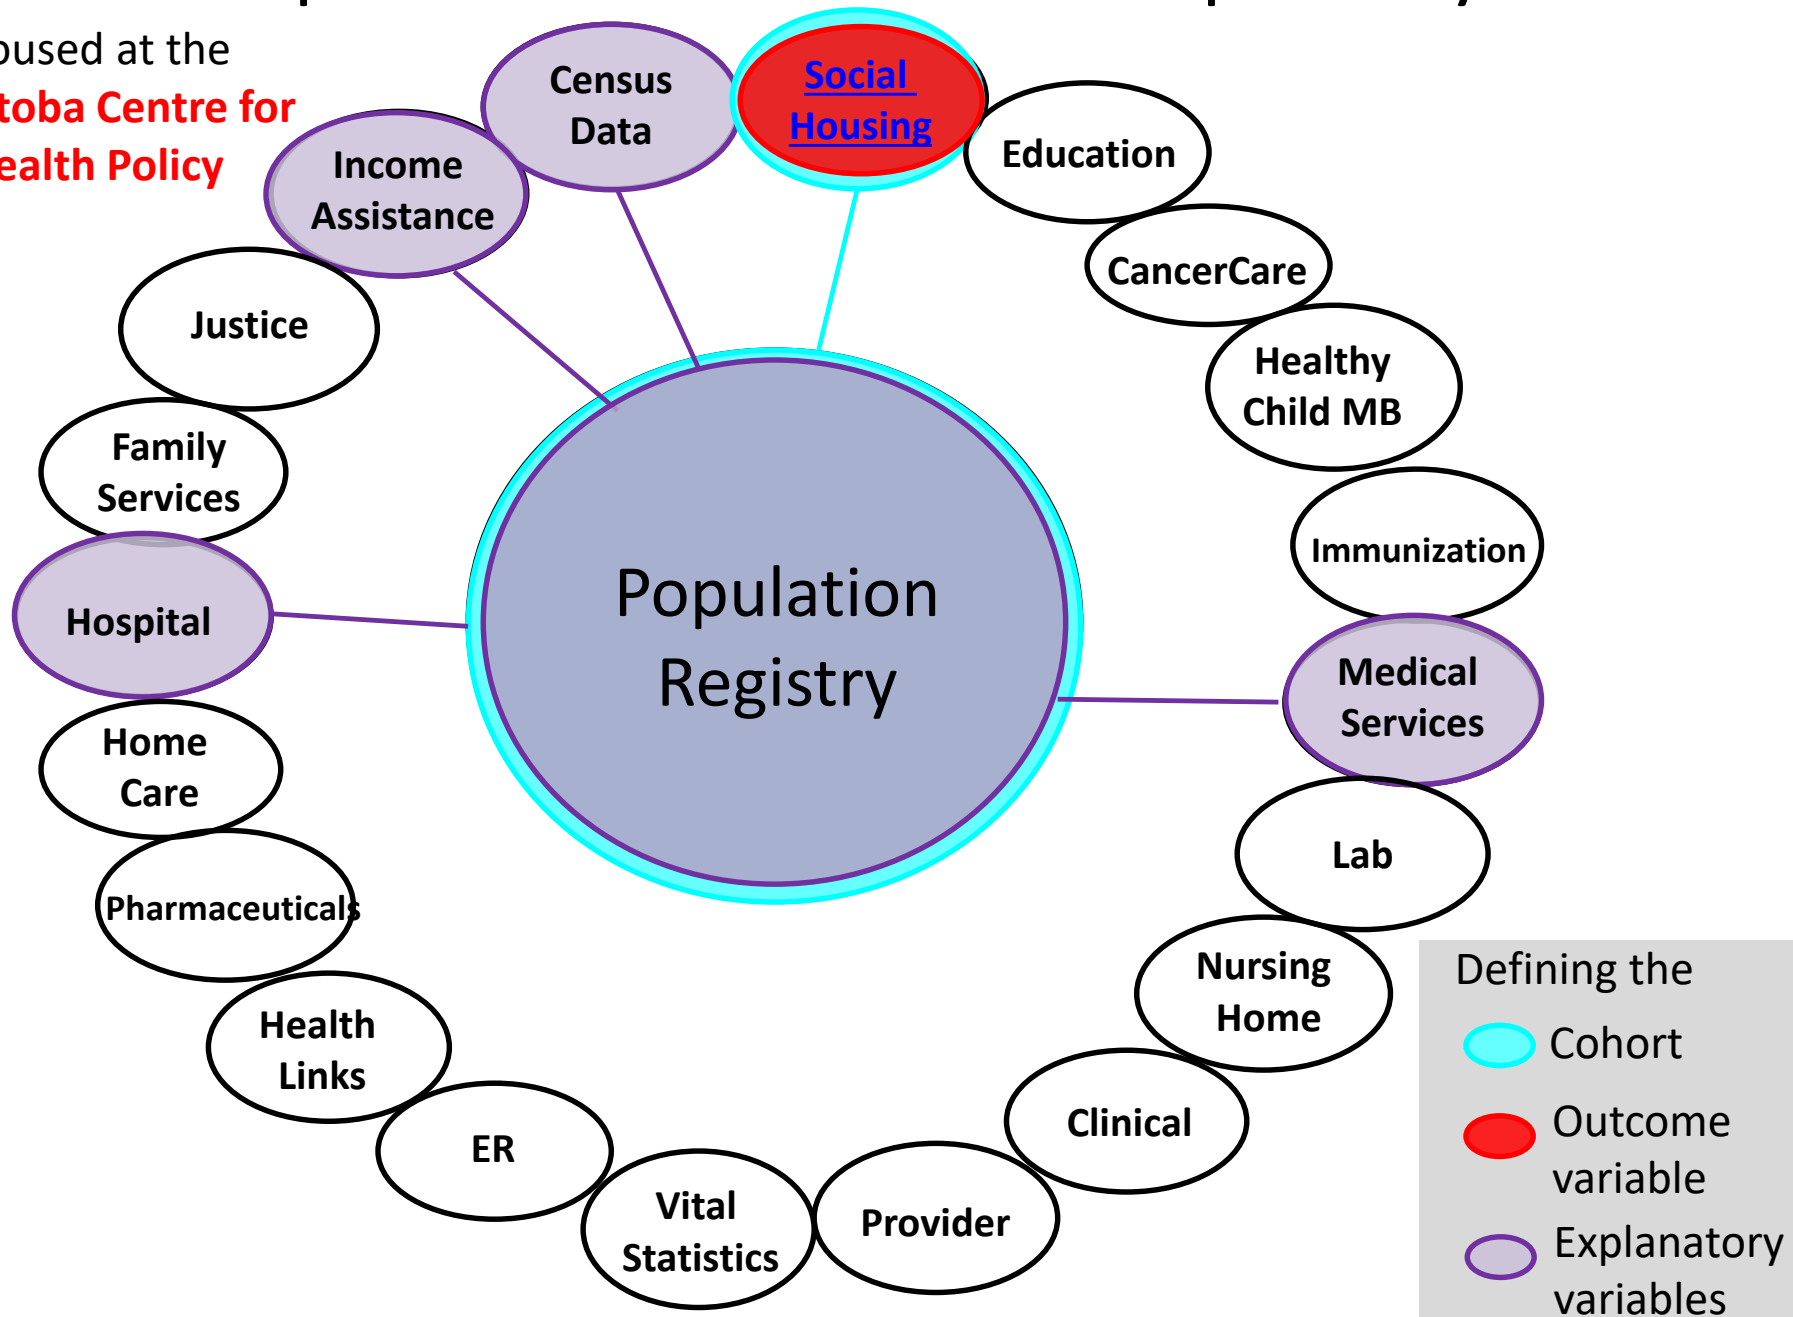 oused at the
toba Centre for
ealth Policy
Census
Data
Social
Housing
Education
Income
Assistance
CancerCare
Justice
Healthy
Child MB
Family
Services
Immunization
Hospital
Population
Registry
Medical
Services
Home
Care
Lab
Pharmaceuticals
Nursing
Home
Health
Links
Clinical
ER
Vital
Statistics
Provider
Defining the
Cohort
Outcome
variable
Explanatory
variables